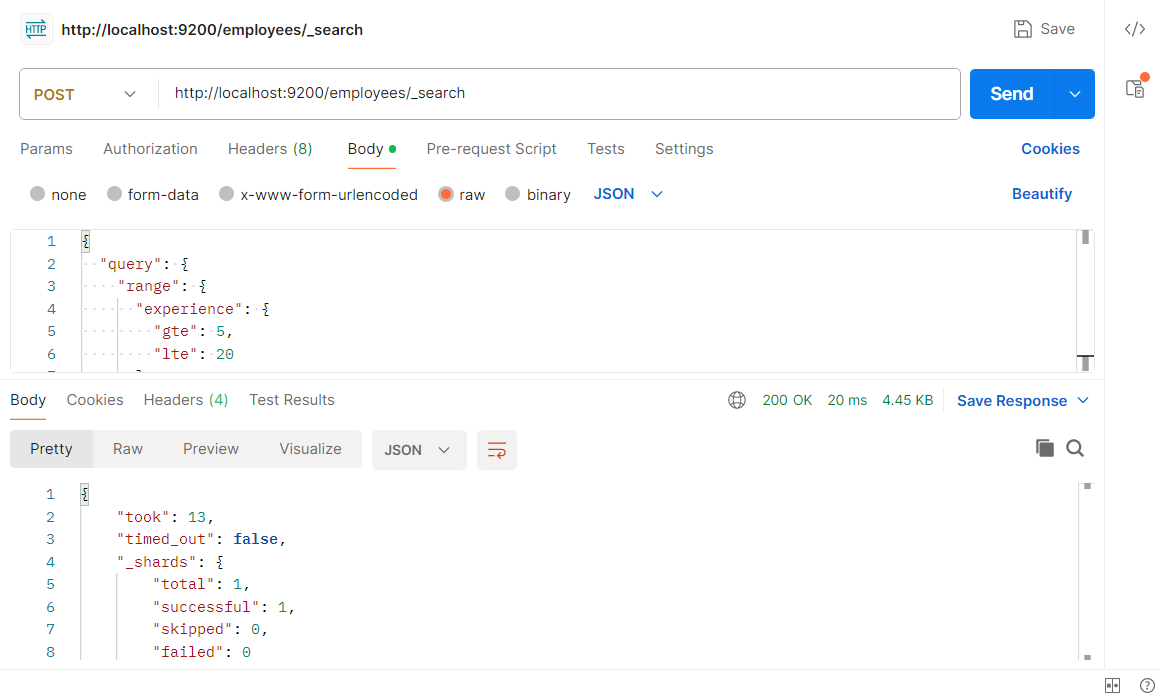 HTTP http://localhost:9200/employees/_search Save </>
POST http://localhost:9200/employees/_search Send
Params Authorization Headers (8) Body Pre-request Script Tests Settings Cookies
none form-data x-www-form-urlencoded raw binary JSON Beautify
1 {
2 "query": {
3 "range": {
4 "experience": {
5 "gte": 5,
6 "lte": 20
Body Cookies Headers (4) Test Results 200 OK 20 ms 4.45 KB Save Response
Pretty Raw Preview Visualize JSON
1 {
2 "took": 13,
3 "timed_out": false,
4 "_shards": {
5 "total": 1,
6 "successful": 1,
7 "skipped": 0,
8 "failed": 0